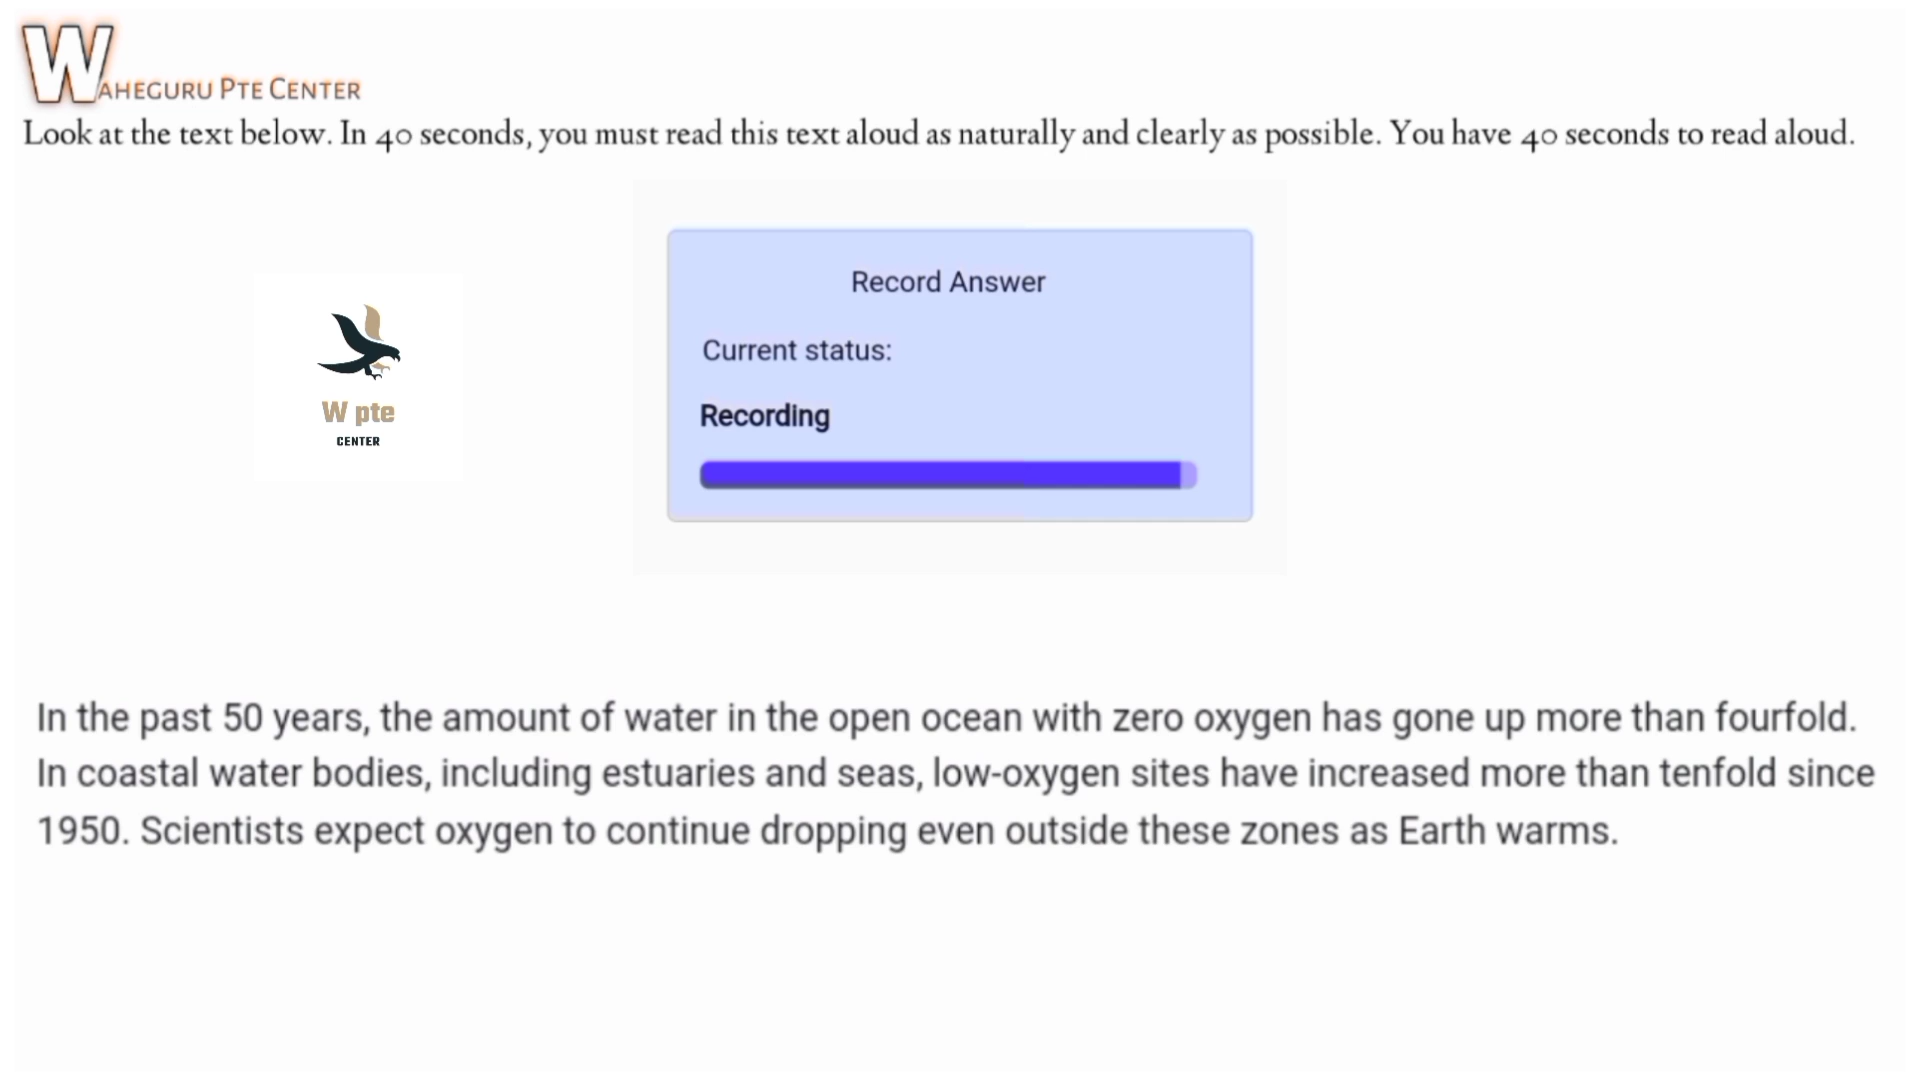 WAHEGURU PTE CENTER
Look at the text below. In 40 seconds, you must read this text aloud as naturally and clearly as possible. You have 40 seconds to read aloud.
Record Answer
Current status:
Recording
W pte
CENTER
In the past 50 years, the amount of water in the open ocean with zero oxygen has gone up more than fourfold.
In coastal water bodies, including estuaries and seas, low-oxygen sites have increased more than tenfold since
1950. Scientists expect oxygen to continue dropping even outside these zones as Earth warms.